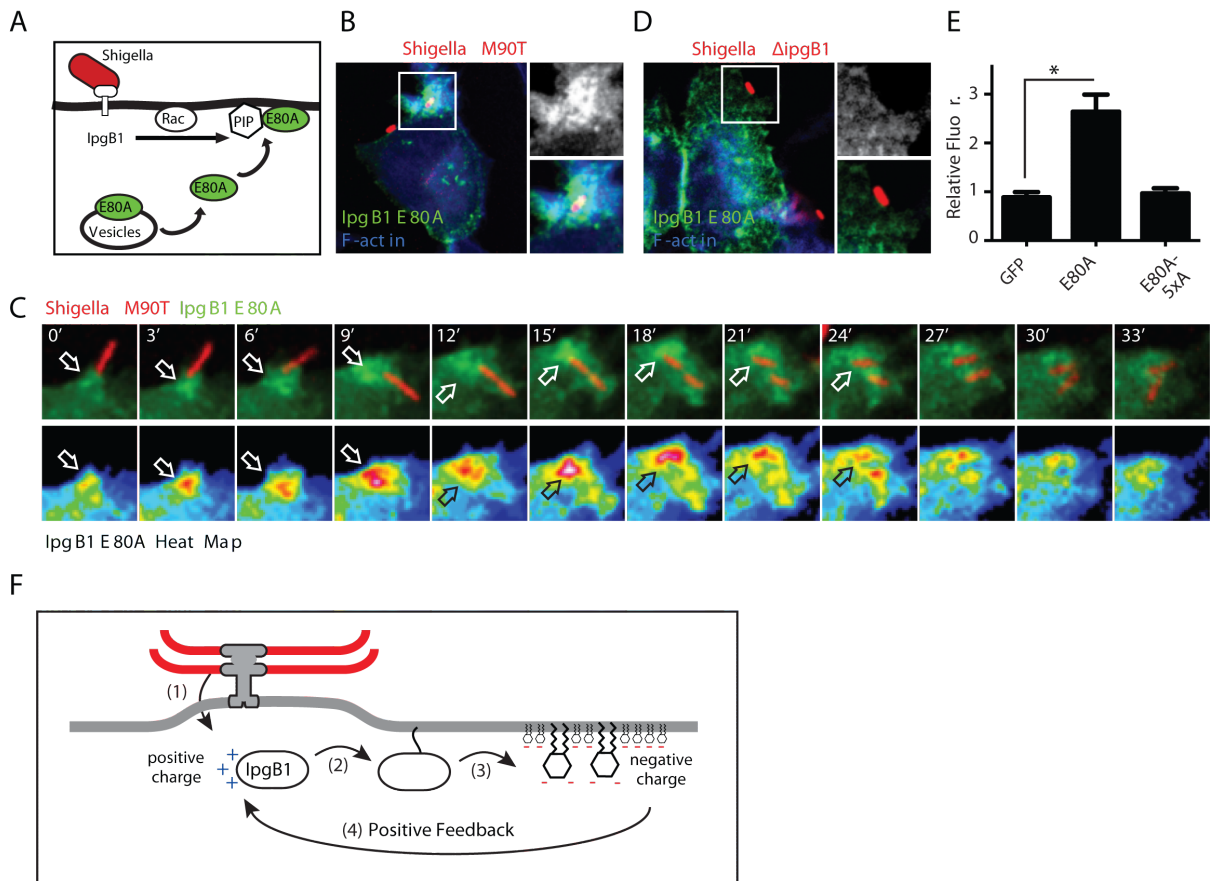 A
Shigella
IpgB1
Rac
PIP
E80A
E80A
E80A
Vesicles
B
Shigella M90T
IpgB1 E80A
F-actin
D
Shigella ΔipgB1
IpgB1 E80A
F-actin
E
Relative Fluo r.
3
2
1
0
*
GFP
E80A
E80A-
5xA
C
Shigella M90T IpgB1 E80A
0′ 3′ 6′ 9′ 12′ 15′ 18′ 21′ 24′ 27′ 30′ 33′
IpgB1 E80A Heat Map
F
(1)
positive
charge
+
+
+
IpgB1
(2)
(3)
negative
charge
(4) Positive Feedback